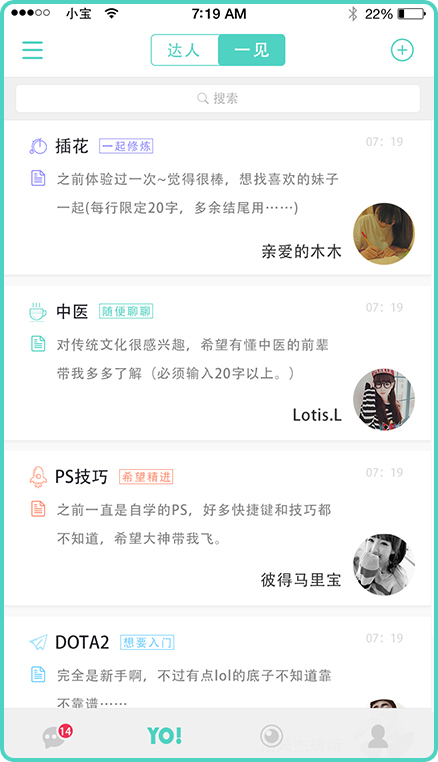 小宝 7:19 AM 22%
达人 一见
搜索
插花 一起修炼 07：19
之前体验过一次~觉得很棒，想找喜欢的妹子
一起(每行限定20字，多余结尾用……)
亲爱的木木
中医 随便聊聊 07：19
对传统文化很感兴趣，希望有懂中医的前辈
带我多多了解（必须输入20字以上。）
Lotis.L
PS技巧 希望精进 07：19
之前一直是自学的PS，好多快捷键和技巧都
不知道，希望大神带我飞。
彼得马里宝
DOTA2 想要入门 07：19
完全是新手啊，不过有点lol的底子不知道靠
不靠谱……
14 YO!